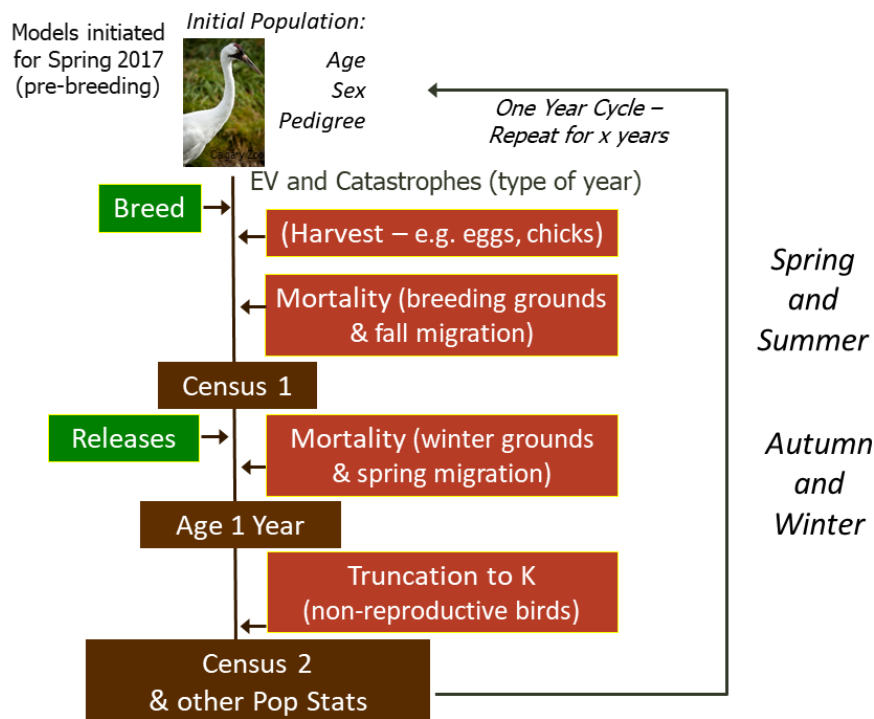 Models initiated
for Spring 2017
(pre-breeding)
Initial Population:
Age
Sex
Pedigree
Calgary Zoo
One Year Cycle –
Repeat for x years
EV and Catastrophes (type of year)
Breed
(Harvest – e.g. eggs, chicks)
Mortality (breeding grounds
& fall migration)
Spring
and
Summer
Census 1
Releases
Mortality (winter grounds
& spring migration)
Autumn
and
Winter
Age 1 Year
Truncation to K
(non-reproductive birds)
Census 2
& other Pop Stats